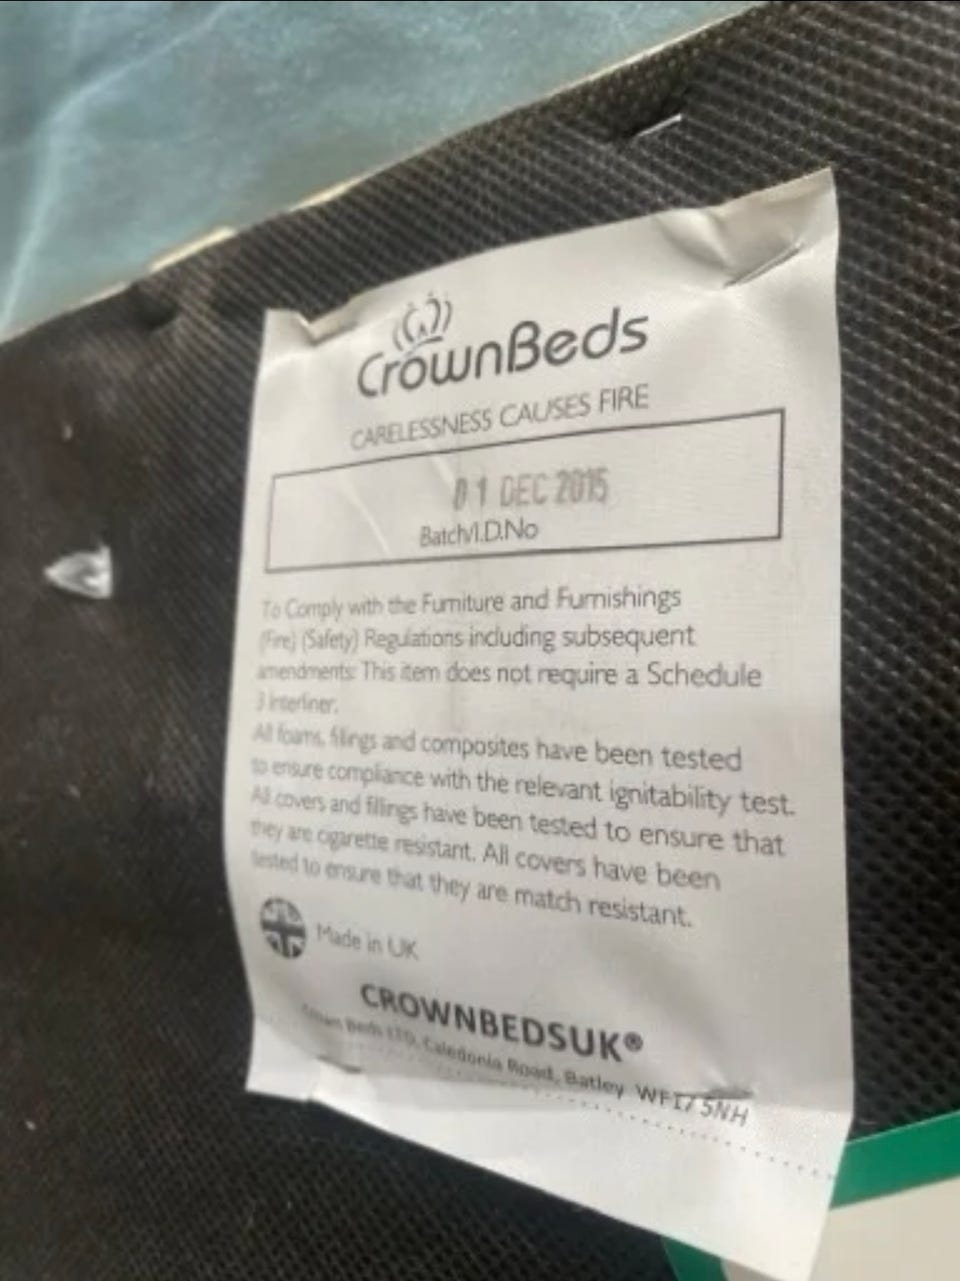 CrownBeds
CARELESSNESS CAUSES FIRE
01 DEC 2015
Batch/I.D.No
To Comply with the Furniture and Furnishings
(Fire) (Safety) Regulations including subsequent
amendments: This item does not require a Schedule
3 Interliner.
All foams, fillings and composites have been tested
to ensure compliance with the relevant ignitability test.
All covers and fillings have been tested to ensure that
they are cigarette resistant. All covers have been
tested to ensure that they are match resistant.
Made in UK
CROWNBEDSUK®
Crown Beds LTD, Caledonia Road, Batley WF17 5NH